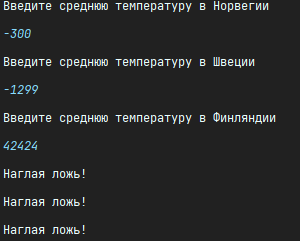 Введите среднюю температуру в Норвегии
-300
Введите среднюю температуру в Швеции
-1299
Введите среднюю температуру в Финляндии
42424
Наглая ложь!
Наглая ложь!
Наглая ложь!